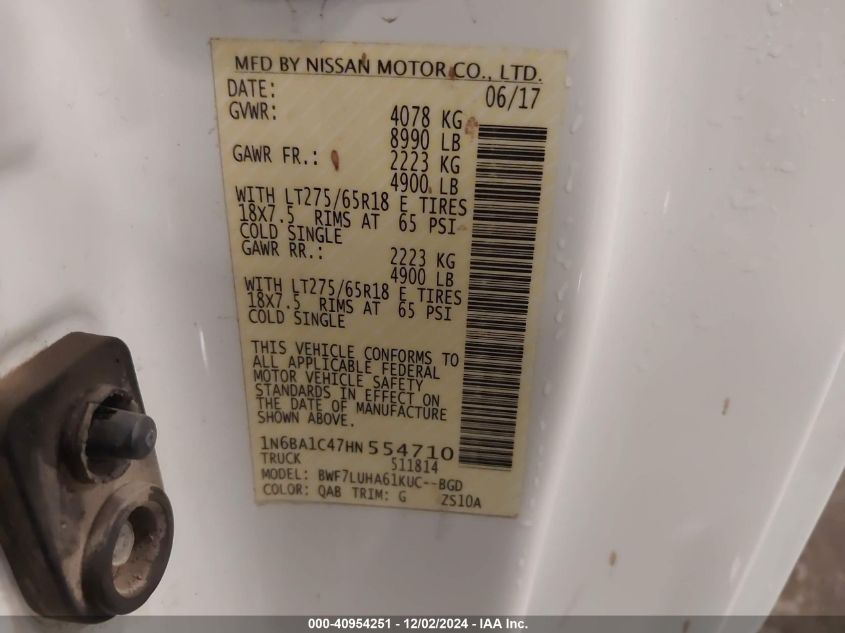 MFD BY NISSAN MOTOR CO., LTD.
DATE: 06/17
GVWR: 4078 KG
8990 LB
GAWR FR.: 2223 KG
4900 LB
WITH LT275/65R18 E TIRES
18X7.5 RIMS AT 65 PSI
COLD SINGLE
GAWR RR.: 2223 KG
4900 LB
WITH LT275/65R18 E TIRES
18X7.5 RIMS AT 65 PSI
COLD SINGLE
THIS VEHICLE CONFORMS TO
ALL APPLICABLE FEDERAL
MOTOR VEHICLE SAFETY
STANDARDS IN EFFECT ON
THE DATE OF MANUFACTURE
SHOWN ABOVE.
1N6BA1C47HN554710
TRUCK 511814
MODEL: BWF7LUHA61KUC--BGD
COLOR: QAB TRIM: G ZS10A
000-40954251 - 12/02/2024 - IAA Inc.